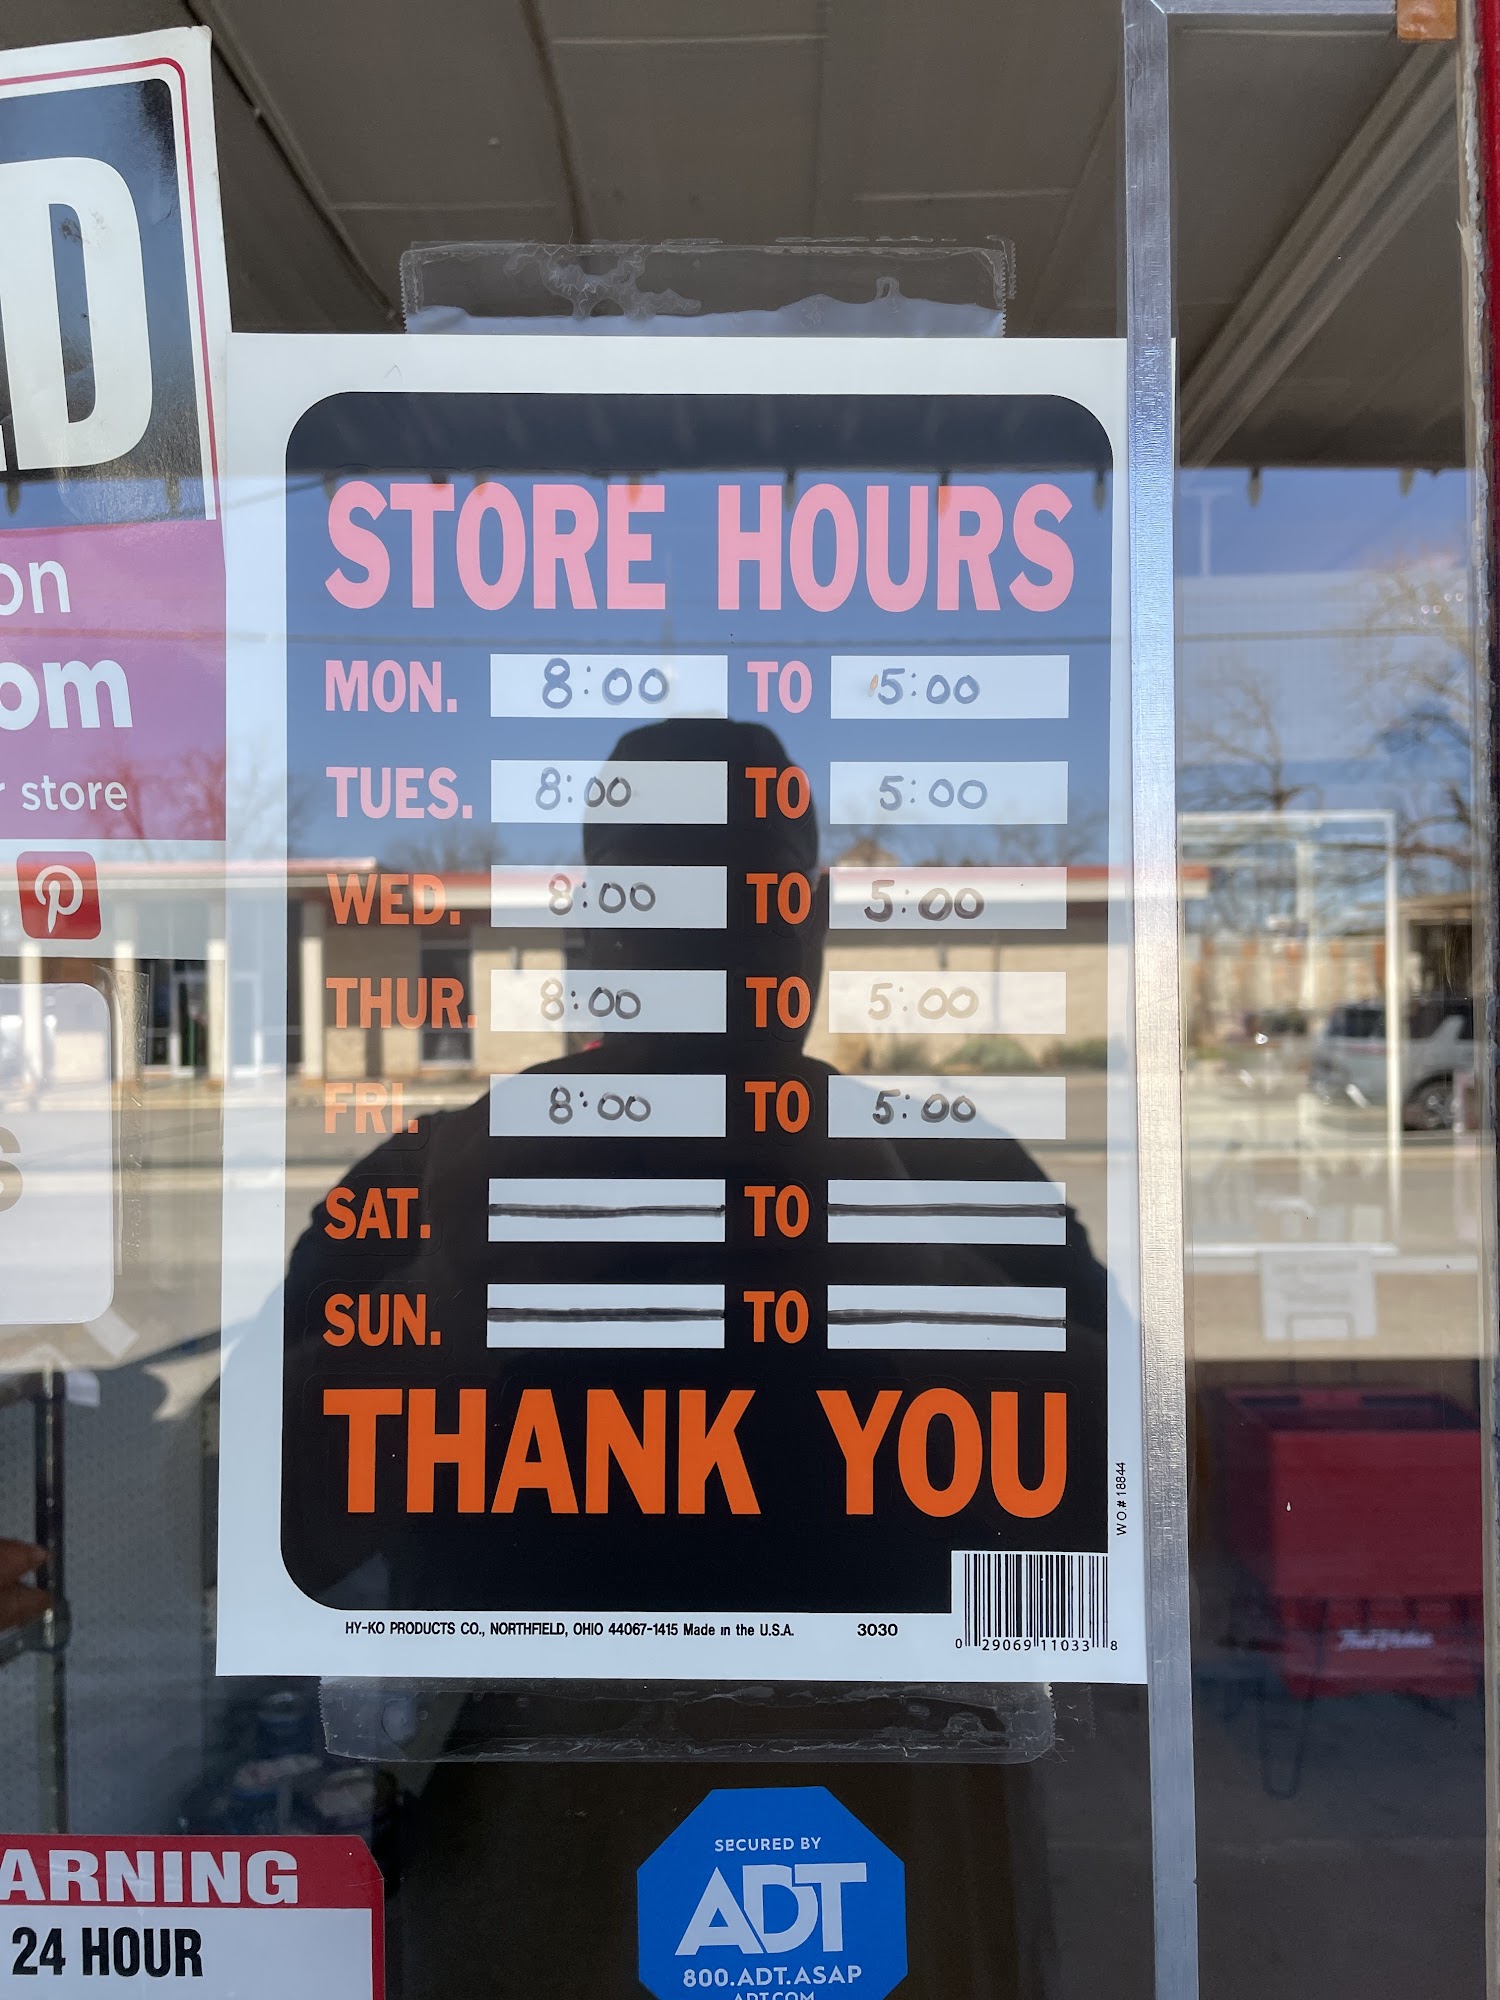 D
on
om
r store
STORE HOURS
MON. 8:00 TO 5:00
TUES. 8:00 TO 5:00
WED. 8:00 TO 5:00
THUR. 8:00 TO 5:00
FRI. 8:00 TO 5:00
SAT. TO
SUN. TO
THANK YOU
W.O.# 18844
HY-KO PRODUCTS CO., NORTHFIELD, OHIO 44067-1415 Made in the U.S.A. 3030
0 29069 11033 8
S
ARNING
24 HOUR
SECURED BY
ADT
800.ADT.ASAP
ADT.COM